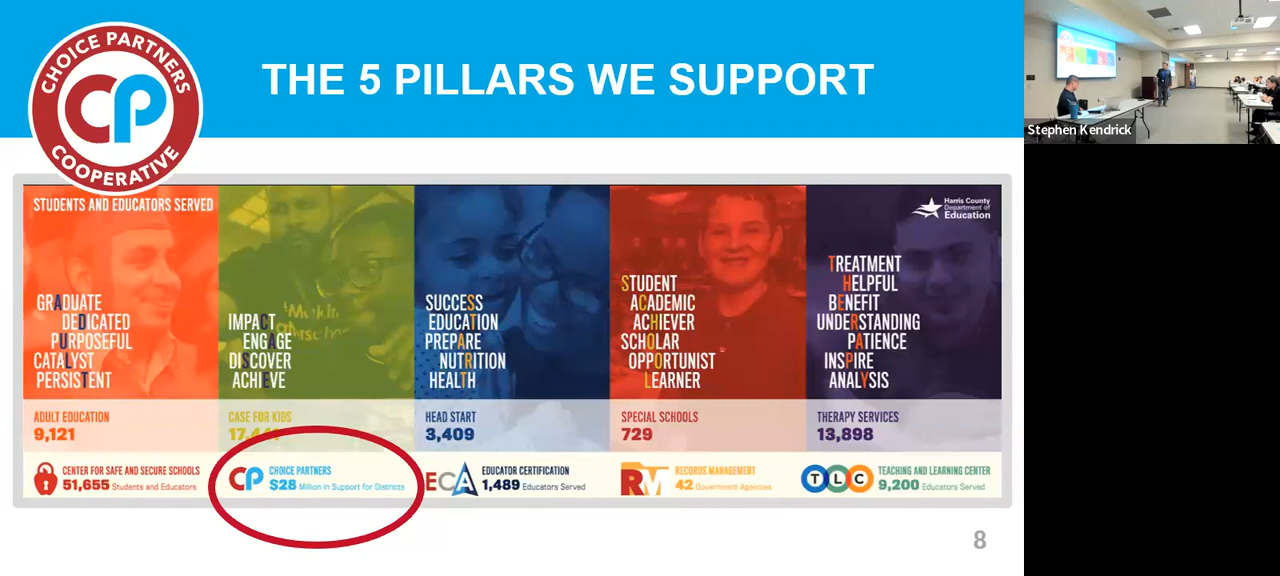 CHOICE PARTNERS
CP
COOPERATIVE
THE 5 PILLARS WE SUPPORT
Stephen Kendrick
STUDENTS AND EDUCATORS SERVED
Harris County
Department of
Education
GRADUATE
DEDICATED
PURPOSEFUL
CATALYST
PERSISTENT
IMPACT
ENGAGE
DISCOVER
ACHIEVE
SUCCESS
EDUCATION
PREPARE
NUTRITION
HEALTH
STUDENT
ACADEMIC
ACHIEVER
SCHOLAR
OPPORTUNIST
LEARNER
TREATMENT
HELPFUL
BENEFIT
UNDERSTANDING
PATIENCE
INSPIRE
ANALYSIS
ADULT EDUCATION
9,121
CASE FOR KIDS
HEAD START
3,409
SPECIAL SCHOOLS
729
THERAPY SERVICES
13,898
CENTER FOR SAFE AND SECURE SCHOOLS
51,655 Students and Educators
CP
CHOICE PARTNERS
$28 Million in Support for Districts
ECA
EDUCATOR CERTIFICATION
1,489 Educators Served
RM
RECORDS MANAGEMENT
42 Government Agencies
TLC
TEACHING AND LEARNING CENTER
9,200 Educators Served
8